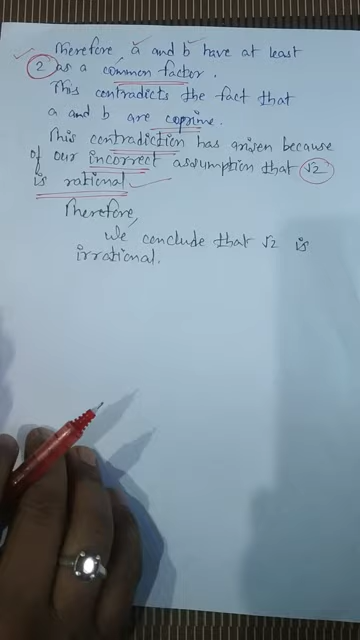 Therefore, a and b have at least
2 as a common factor.
This contradicts the fact that
a and b are coprime.
This contradiction has arisen because
of our incorrect assumption that √2
is rational
Therefore,
We conclude that √2 is
irrational.